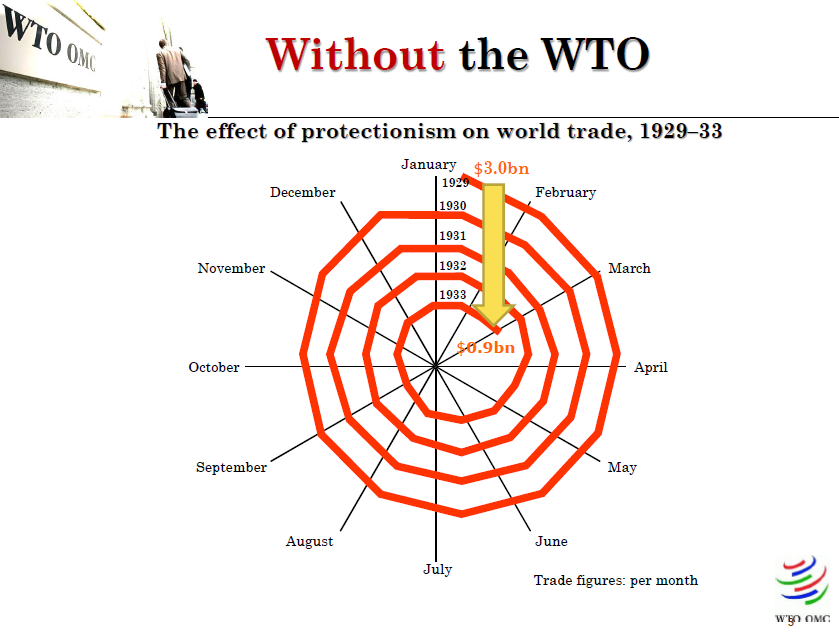 WTO OMC
Without the WTO
The effect of protectionism on world trade, 1929–33
January
$3.0bn
1929
December
February
1930
1931
November
1932
March
1933
$0.9bn
October
April
September
May
August
June
July
Trade figures: per month
WTO OMC